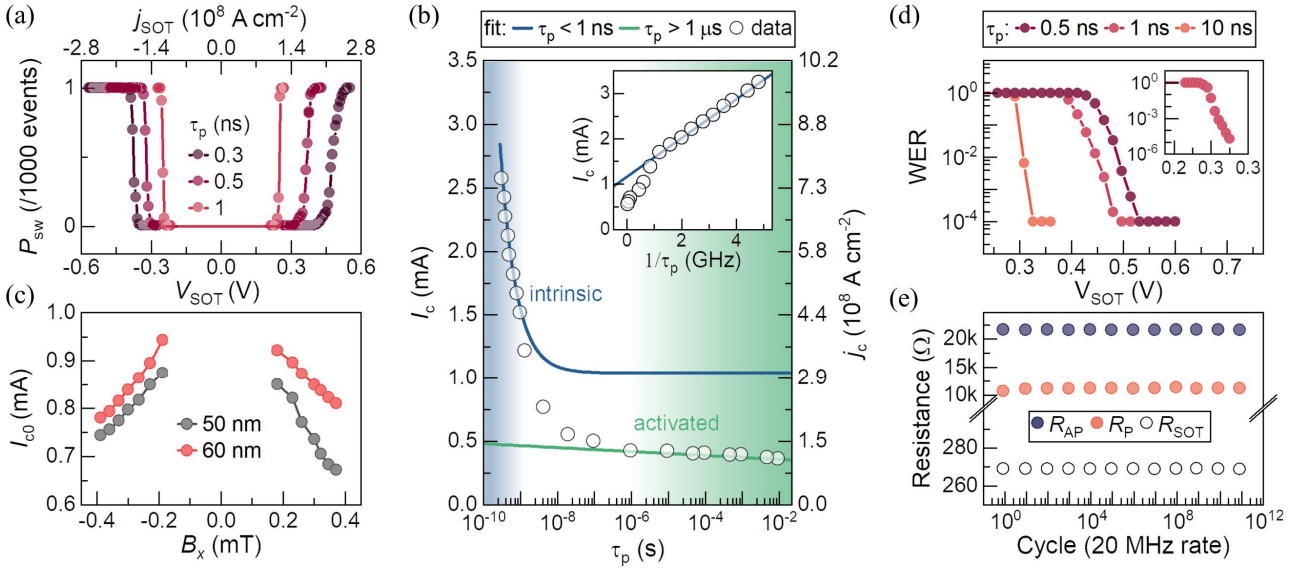 (a)
j_SOT (10^8 A cm^-2)
-2.8 -1.4 0.0 1.4 2.8
1
0
P_sw (/1000 events)
τ_p (ns)
0.3
0.5
1
-0.6 -0.3 0.0 0.3 0.6
V_SOT (V)
(b)
fit: τ_p < 1 ns τ_p > 1 µs data
3.5
3.0
2.5
2.0
1.5
1.0
0.5
0.0
I_c (mA)
10.2
8.8
7.3
5.8
4.4
2.9
1.5
0.0
j_c (10^8 A cm^-2)
intrinsic
activated
3
2
1
0
I_c (mA)
0 2 4
1/τ_p (GHz)
10^-10 10^-8 10^-6 10^-4 10^-2
τ_p (s)
(c)
1.0
0.9
0.8
0.7
0.6
I_c0 (mA)
50 nm
60 nm
-0.4 -0.2 0.0 0.2 0.4
B_x (mT)
(d)
τ_p: 0.5 ns 1 ns 10 ns
10^0
10^-2
10^-4
WER
10^0
10^-3
10^-6
0.2 0.3 0.3
0.3 0.4 0.5 0.6 0.7
V_SOT (V)
(e)
20k
15k
10k
280
260
Resistance (Ω)
R_AP R_P R_SOT
10^0 10^4 10^8 10^12
Cycle (20 MHz rate)